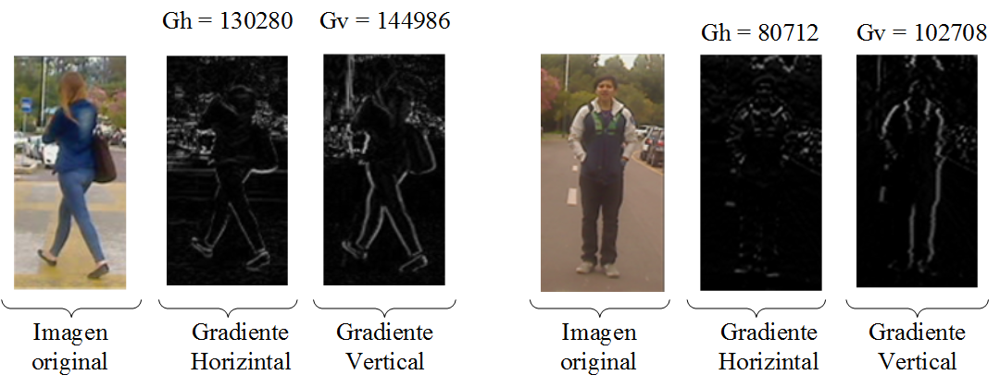 Gh = 130280
Gv = 144986
Gh = 80712
Gv = 102708
Imagen
original
Gradiente
Horizintal
Gradiente
Vertical
Imagen
original
Gradiente
Horizintal
Gradiente
Vertical